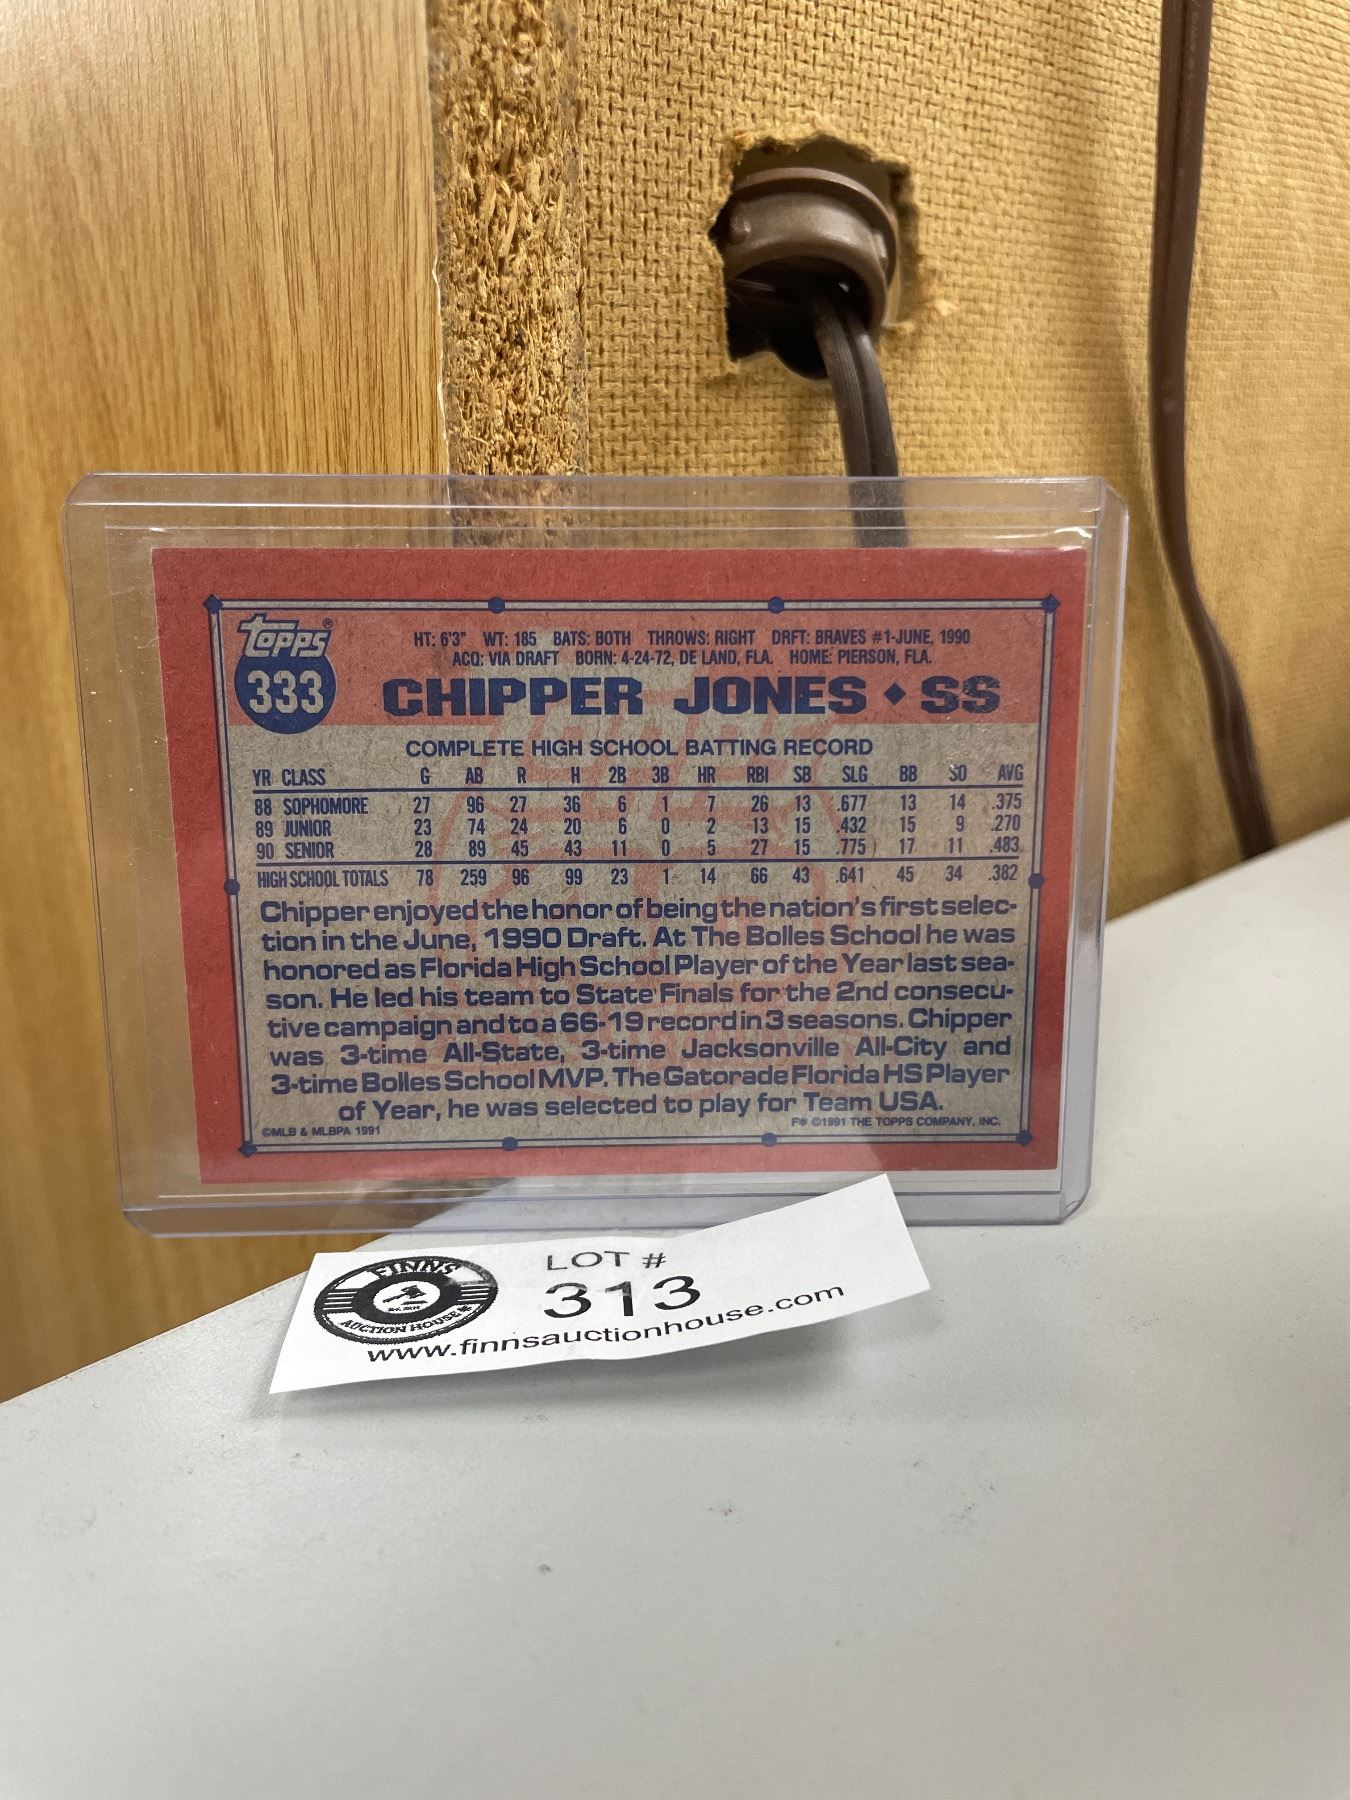 Topps®
333
HT: 6'3" WT: 185 BATS: BOTH THROWS: RIGHT DRFT: BRAVES #1-JUNE, 1990
ACQ: VIA DRAFT BORN: 4-24-72, DE LAND, FLA. HOME: PIERSON, FLA.
CHIPPER JONES ◆ SS
COMPLETE HIGH SCHOOL BATTING RECORD
YR CLASS G AB R H 2B 3B HR RBI SB SLG BB SO AVG
88 SOPHOMORE 27 96 27 36 6 1 7 26 13 .677 13 14 .375
89 JUNIOR 23 74 24 20 6 0 2 13 15 .432 15 9 .270
90 SENIOR 28 89 45 43 11 0 5 27 15 .775 17 11 .483
HIGH SCHOOL TOTALS 78 259 96 99 23 1 14 66 43 .641 45 34 .382
Chipper enjoyed the honor of being the nation's first selec-
tion in the June, 1990 Draft. At The Bolles School he was
honored as Florida High School Player of the Year last sea-
son. He led his team to State Finals for the 2nd consecu-
tive campaign and to a 66-19 record in 3 seasons. Chipper
was 3-time All-State, 3-time Jacksonville All-City and
3-time Bolles School MVP. The Gatorade Florida HS Player
of Year, he was selected to play for Team USA.
©MLB & MLBPA 1991
F* ©1991 THE TOPPS COMPANY, INC.
FINNS
AUCTION HOUSE
LOT #
313
www.finnsauctionhouse.com